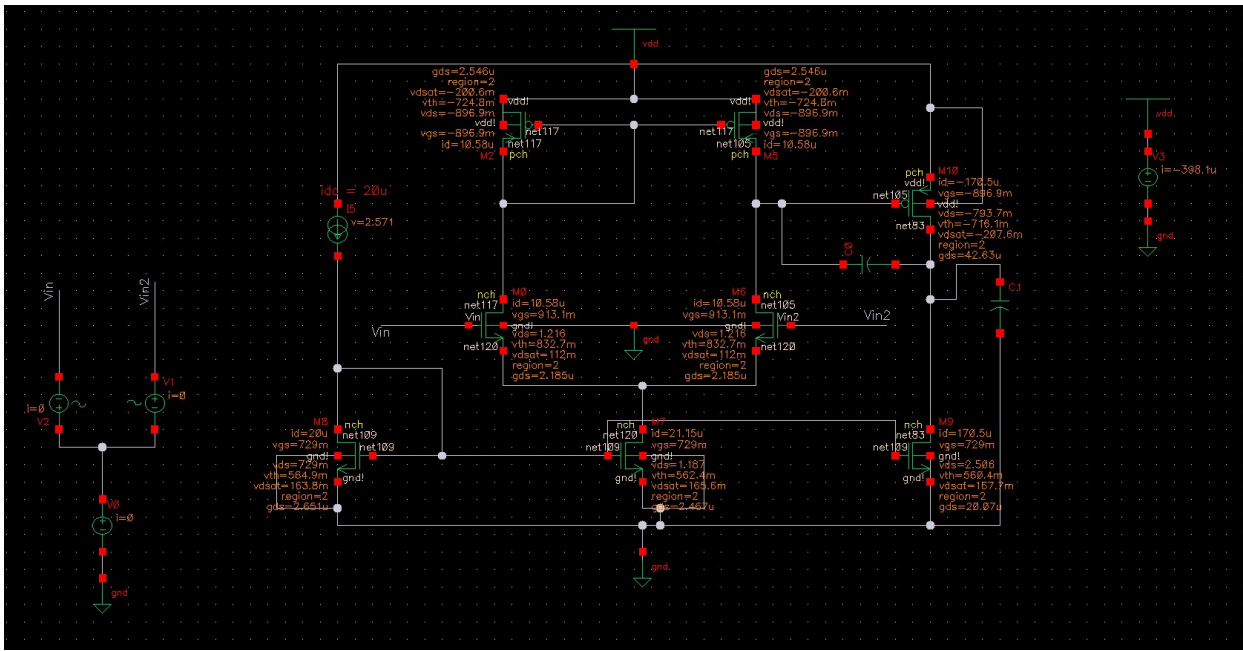 vdd
gds=2.546u
region=2
vdsat=-200.6m
vth=-724.8m
vds=-896.9m
vdd!
vdd!
vgs=-896.9m
net117
id=10.58u
net117
M2
pch
gds=2.546u
region=2
vdsat=-200.6m
vth=-724.8m
vds=-896.9m
vdd!
vdd!
net117
vgs=-896.9m
net105
id=10.58u
pch
M5
vdd
V3
i=-398.1u
gnd
M10
pch
id=-170.5u
vdd!
vgs=-896.9m
net105
vdd!
vds=-793.7m
vth=-716.1m
net83
vdsat=-207.6m
region=2
gds=42.63u
idc = 20u
I5
v=2.571
C0
C1
nch
M0
net117
id=10.58u
vgs=913.1m
Vin
gnd!
Vin
vds=1.216
vth=832.7m
net120
vdsat=112m
region=2
gds=2.185u
gnd
nch
M6
net105
id=10.58u
vgs=913.1m
Vin2
gnd!
Vin2
vds=1.216
vth=832.7m
net120
vdsat=112m
region=2
gds=2.185u
Vin
Vin2
V1
i=0
i=0
V2
V0
i=0
gnd
M8
nch
id=20u
net109
vgs=729m
net109
gnd!
vds=729m
vth=564.9m
gnd!
vdsat=163.8m
region=2
gds=2.651u
M7
nch
id=21.15u
net120
vgs=729m
net109
gnd!
vds=1.187
vth=562.4m
gnd!
vdsat=165.6m
region=2
gds=2.467u
M9
nch
id=170.5u
net83
vgs=729m
net109
gnd!
vds=2.506
vth=560.4m
gnd!
vdsat=167.7m
region=2
gds=20.07u
gnd